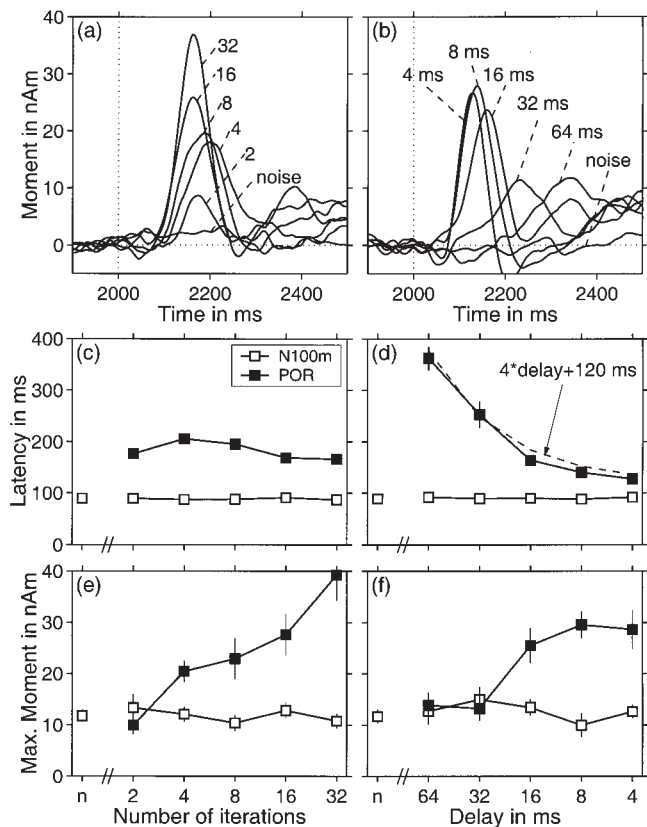 (a)
(b)
40
30
20
10
0
Moment in nAm
32
16
8
4
2
noise
4 ms
8 ms
16 ms
32 ms
64 ms
noise
2000 2200 2400
2000 2200 2400
Time in ms
Time in ms
(c)
(d)
400
300
200
100
0
Latency in ms
N100m
POR
4*delay+120 ms
(e)
(f)
40
30
20
10
0
Max. Moment in nAm
n // 2 4 8 16 32
n // 64 32 16 8 4
Number of iterations
Delay in ms